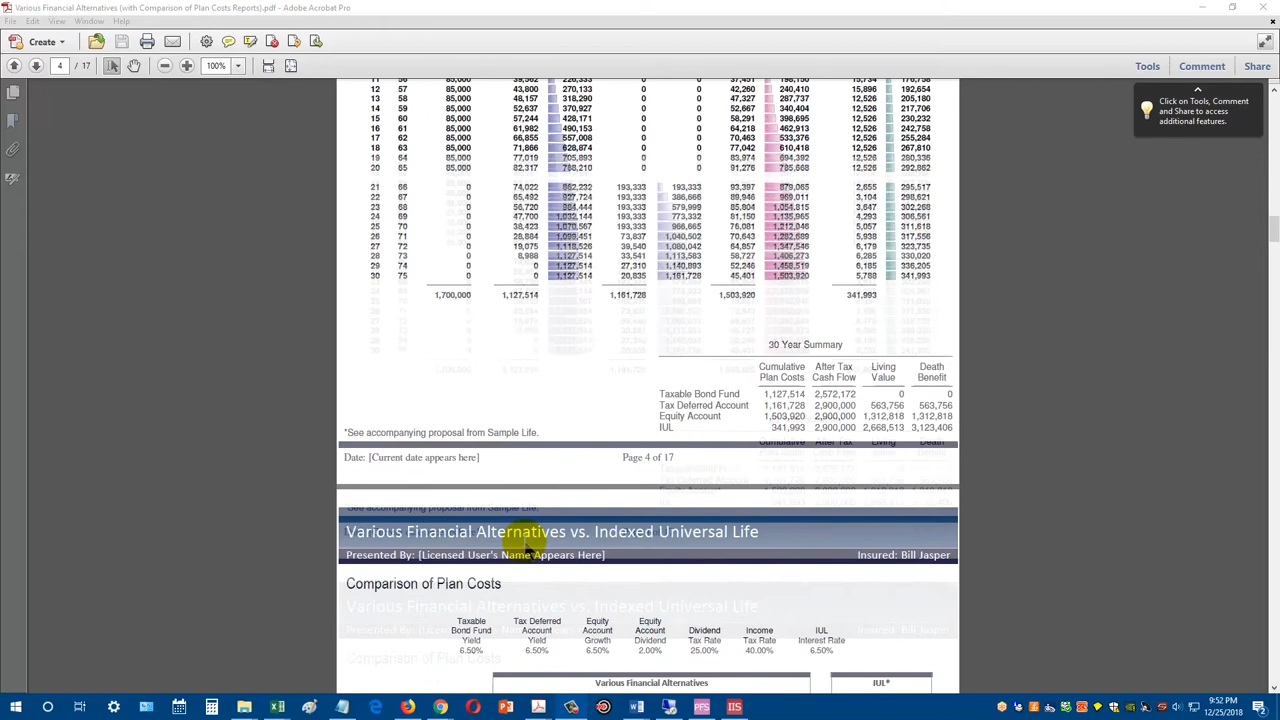 Various Financial Alternatives (with Comparison of Plan Costs Reports).pdf - Adobe Acrobat Pro
File Edit View Window Help
Create
4 / 17 100% Tools Comment Share
Click on Tools, Comment
and Share to access
additional features.
11 56 85,000 39,562 226,333 0 0 37,451 198,150 15,734 176,758
12 57 85,000 43,800 270,133 0 0 42,260 240,410 15,896 192,654
13 58 85,000 48,157 318,290 0 0 47,327 287,737 12,526 205,180
14 59 85,000 52,637 370,927 0 0 52,667 340,404 12,526 217,706
15 60 85,000 57,244 428,171 0 0 58,291 398,695 12,526 230,232
16 61 85,000 61,982 490,153 0 0 64,218 462,913 12,526 242,758
17 62 85,000 66,855 557,008 0 0 70,463 533,376 12,526 255,284
18 63 85,000 71,866 628,874 0 0 77,042 610,418 12,526 267,810
19 64 85,000 77,019 705,893 0 0 83,974 694,392 12,526 280,336
20 65 85,000 82,317 788,210 0 0 91,276 785,668 12,526 292,862
21 66 0 74,022 862,232 193,333 193,333 93,397 879,065 2,655 295,517
22 67 0 65,492 927,724 193,333 386,666 89,946 969,011 3,104 298,621
23 68 0 56,720 984,444 193,333 579,999 85,804 1,054,815 3,647 302,268
24 69 0 47,700 1,032,144 193,333 773,332 81,150 1,135,965 4,293 306,561
25 70 0 38,423 1,070,567 193,333 966,665 76,081 1,212,046 5,057 311,618
26 71 0 28,884 1,099,451 73,837 1,040,502 70,643 1,282,689 5,938 317,556
27 72 0 19,075 1,118,526 39,540 1,080,042 64,857 1,347,546 6,179 323,735
28 73 0 8,988 1,127,514 33,541 1,113,583 58,727 1,406,273 6,285 330,020
29 74 0 0 1,127,514 27,310 1,140,893 52,246 1,458,519 6,185 336,205
30 75 0 0 1,127,514 20,835 1,161,728 45,401 1,503,920 5,788 341,993
1,700,000 1,127,514 1,161,728 1,503,920 341,993
30 Year Summary
Cumulative After Tax Living Death
Plan Costs Cash Flow Value Benefit
Taxable Bond Fund 1,127,514 2,572,172 0 0
Tax Deferred Account 1,161,728 2,900,000 563,756 563,756
Equity Account 1,503,920 2,900,000 1,312,818 1,312,818
IUL 341,993 2,900,000 2,668,513 3,123,406
*See accompanying proposal from Sample Life.
Date: [Current date appears here] Page 4 of 17
Various Financial Alternatives vs. Indexed Universal Life
Presented By: [Licensed User's Name Appears Here] Insured: Bill Jasper
Comparison of Plan Costs
Taxable Tax Deferred Equity Equity
Bond Fund Account Account Account Dividend Income IUL
Yield Yield Growth Dividend Tax Rate Tax Rate Interest Rate
6.50% 6.50% 6.50% 2.00% 25.00% 40.00% 6.50%
Various Financial Alternatives IUL*
9:52 PM
12/25/2018